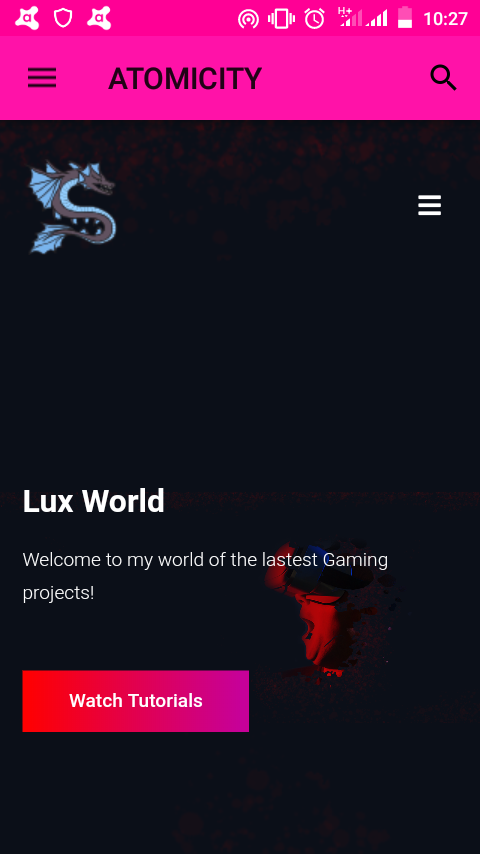 H+
10:27
ATOMICITY
Lux World
Welcome to my world of the lastest Gaming
projects!
Watch Tutorials